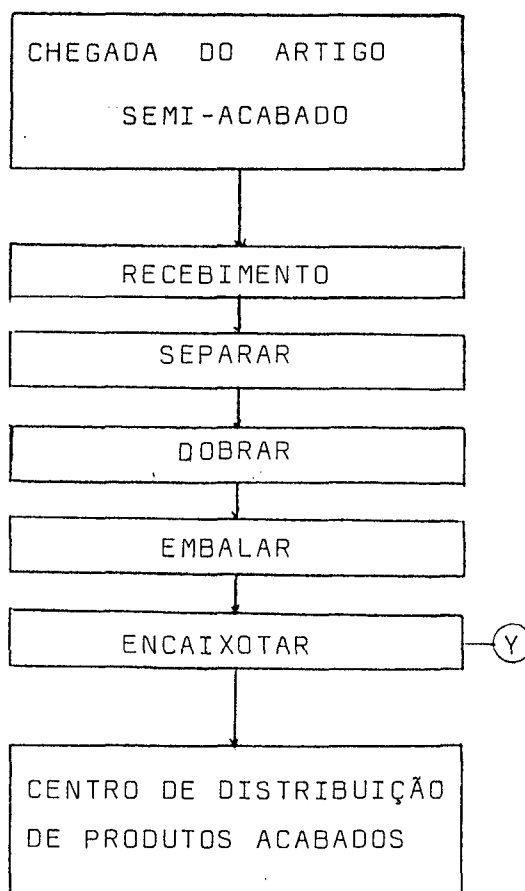 CHEGADA DO ARTIGO
SEMI-ACABADO
RECEBIMENTO
SEPARAR
DOBRAR
EMBALAR
ENCAIXOTAR
Y
CENTRO DE DISTRIBUIÇÃO
DE PRODUTOS ACABADOS